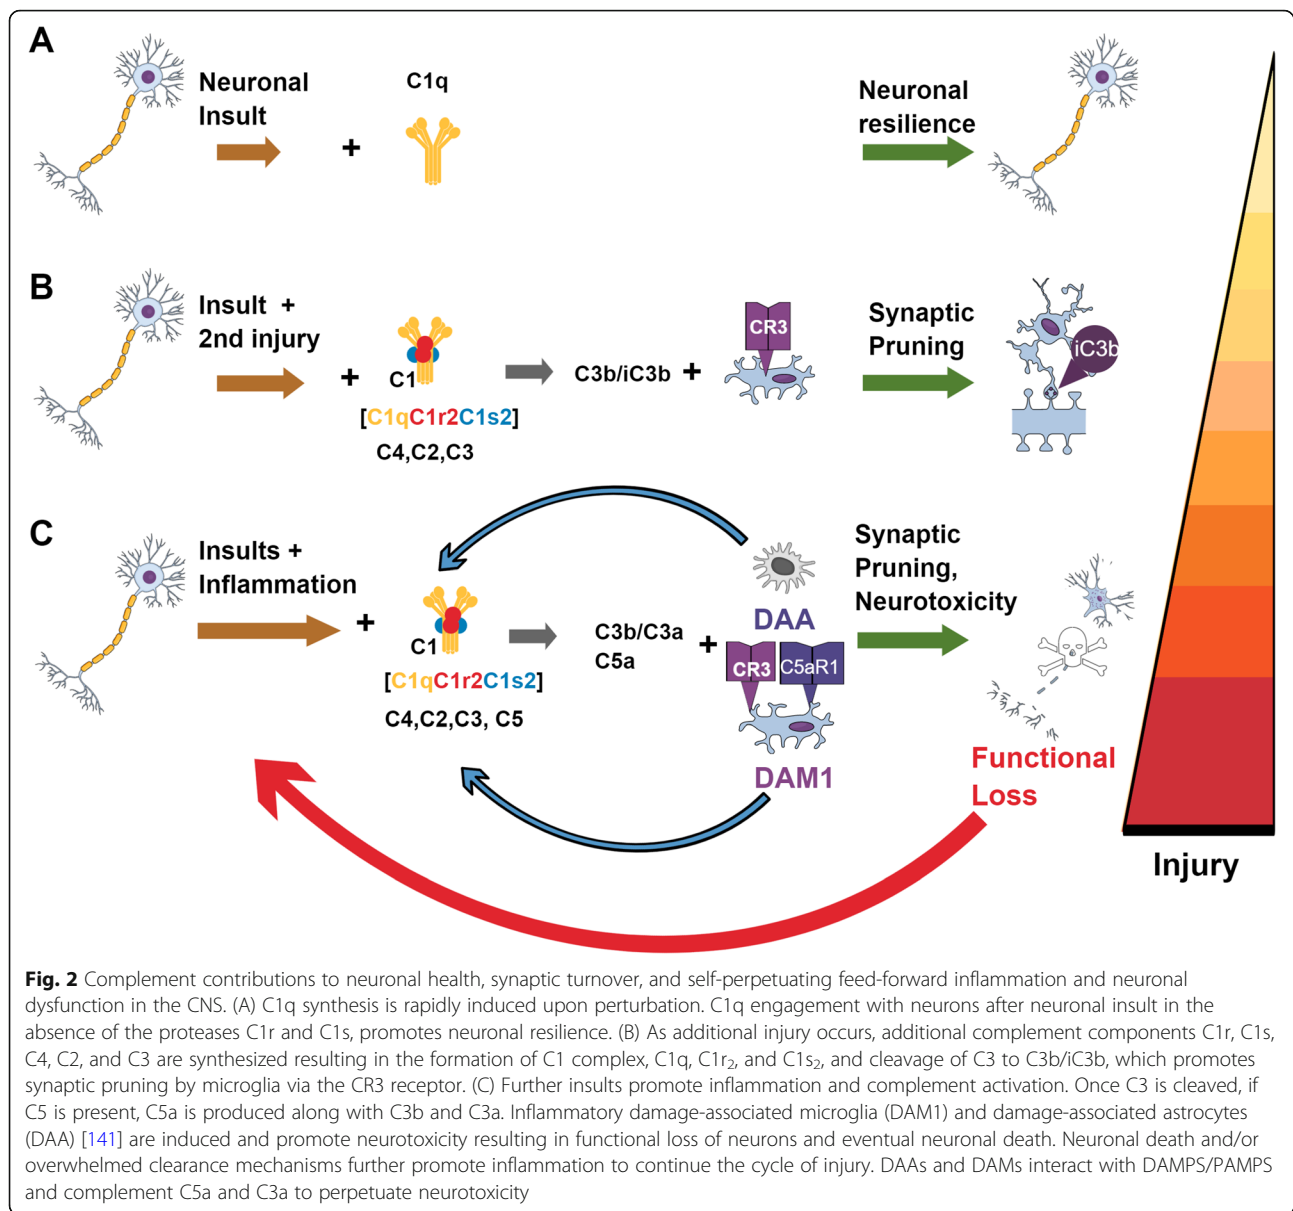 A
Neuronal
Insult
+
C1q
Neuronal
resilience
B
Insult +
2nd injury
+
C1
[C1qC1r2C1s2]
C4,C2,C3
C3b/iC3b +
CR3
Synaptic
Pruning
iC3b
C
Insults +
Inflammation
+
C1
[C1qC1r2C1s2]
C4,C2,C3, C5
C3b/C3a
C5a
+
DAA
CR3
C5aR1
DAM1
Synaptic
Pruning,
Neurotoxicity
Functional
Loss
Injury
Fig. 2 Complement contributions to neuronal health, synaptic turnover, and self-perpetuating feed-forward inflammation and neuronal
dysfunction in the CNS. (A) C1q synthesis is rapidly induced upon perturbation. C1q engagement with neurons after neuronal insult in the
absence of the proteases C1r and C1s, promotes neuronal resilience. (B) As additional injury occurs, additional complement components C1r, C1s,
C4, C2, and C3 are synthesized resulting in the formation of C1 complex, C1q, C1r₂, and C1s₂, and cleavage of C3 to C3b/iC3b, which promotes
synaptic pruning by microglia via the CR3 receptor. (C) Further insults promote inflammation and complement activation. Once C3 is cleaved, if
C5 is present, C5a is produced along with C3b and C3a. Inflammatory damage-associated microglia (DAM1) and damage-associated astrocytes
(DAA) [141] are induced and promote neurotoxicity resulting in functional loss of neurons and eventual neuronal death. Neuronal death and/or
overwhelmed clearance mechanisms further promote inflammation to continue the cycle of injury. DAAs and DAMs interact with DAMPS/PAMPS
and complement C5a and C3a to perpetuate neurotoxicity